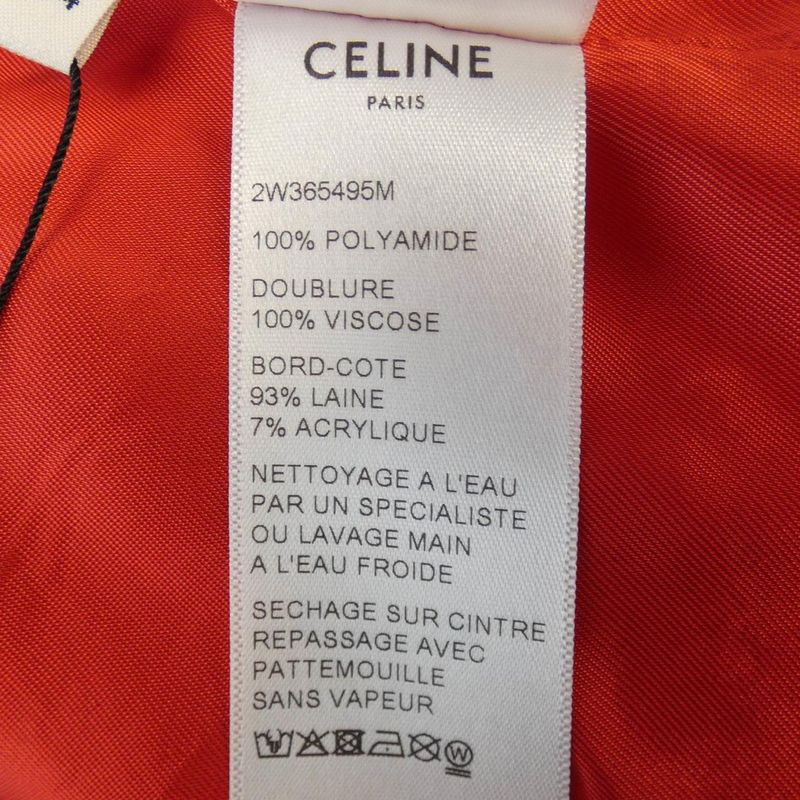 CELINE
PARIS
2W365495M
100% POLYAMIDE
DOUBLURE
100% VISCOSE
BORD-COTE
93% LAINE
7% ACRYLIQUE
NETTOYAGE A L'EAU
PAR UN SPECIALISTE
OU LAVAGE MAIN
A L'EAU FROIDE
SECHAGE SUR CINTRE
REPASSAGE AVEC
PATTEMOUILLE
SANS VAPEUR
W